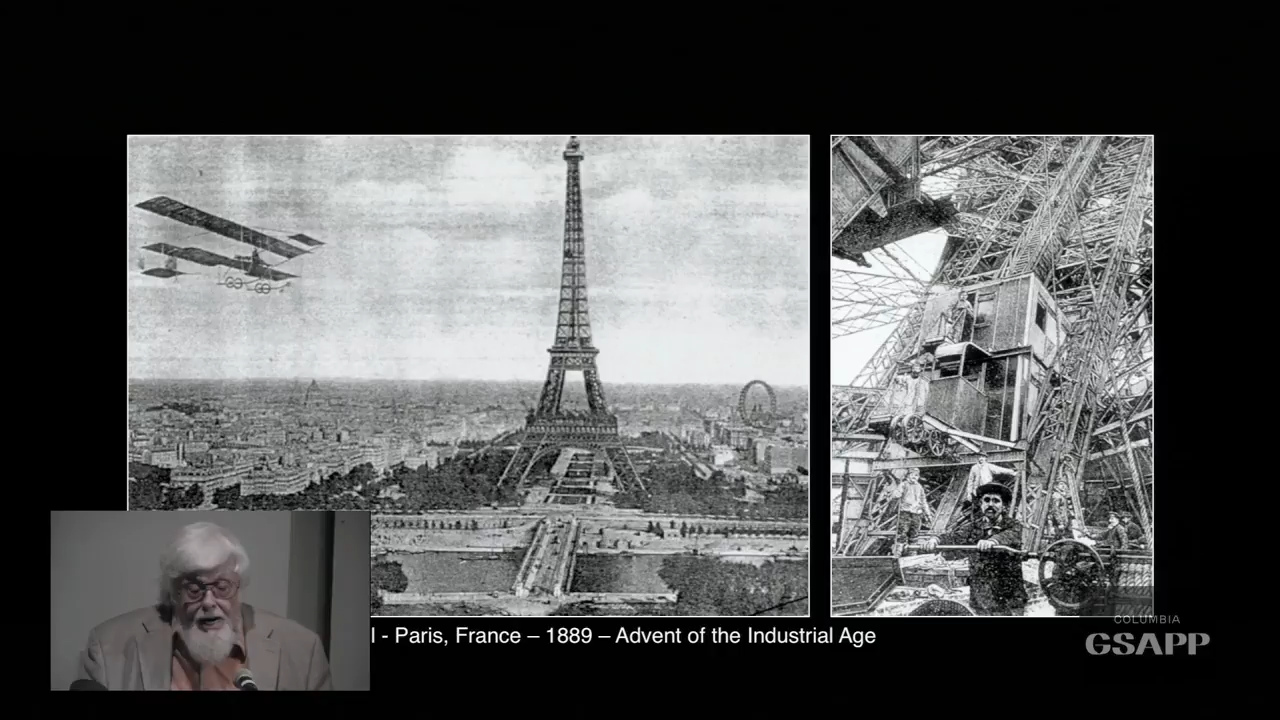 l - Paris, France – 1889 – Advent of the Industrial Age
COLUMBIA
GSAPP